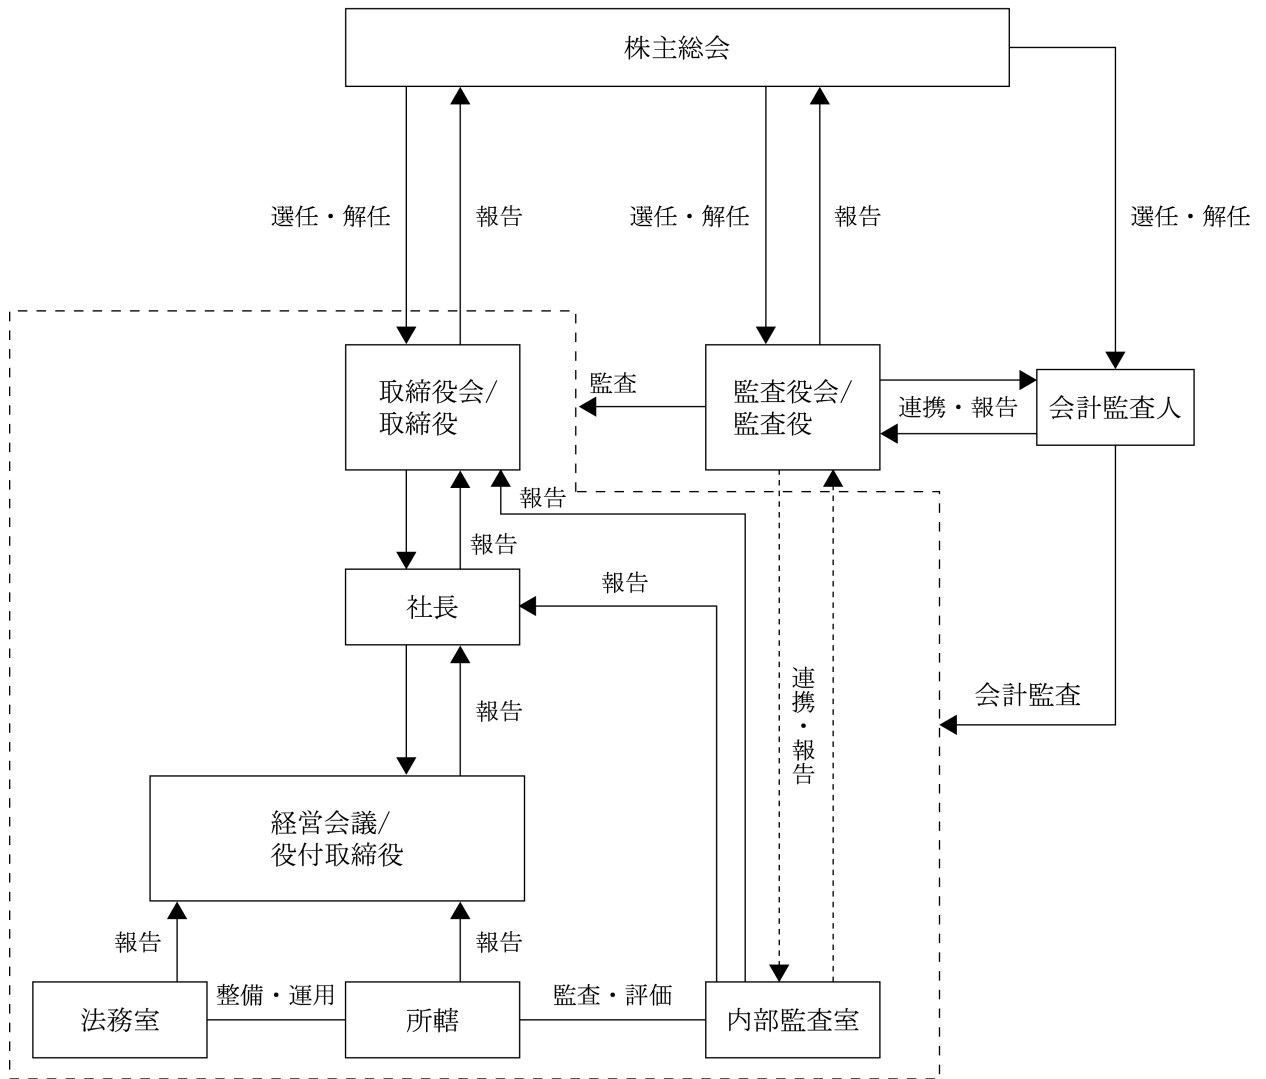 株主総会
選任・解任
報告
選任・解任
報告
選任・解任
取締役会/
取締役
監査
監査役会/
監査役
連携・報告
会計監査人
報告
報告
社長
報告
連携・報告
会計監査
報告
経営会議/
役付取締役
報告
報告
法務室
整備・運用
所轄
監査・評価
内部監査室